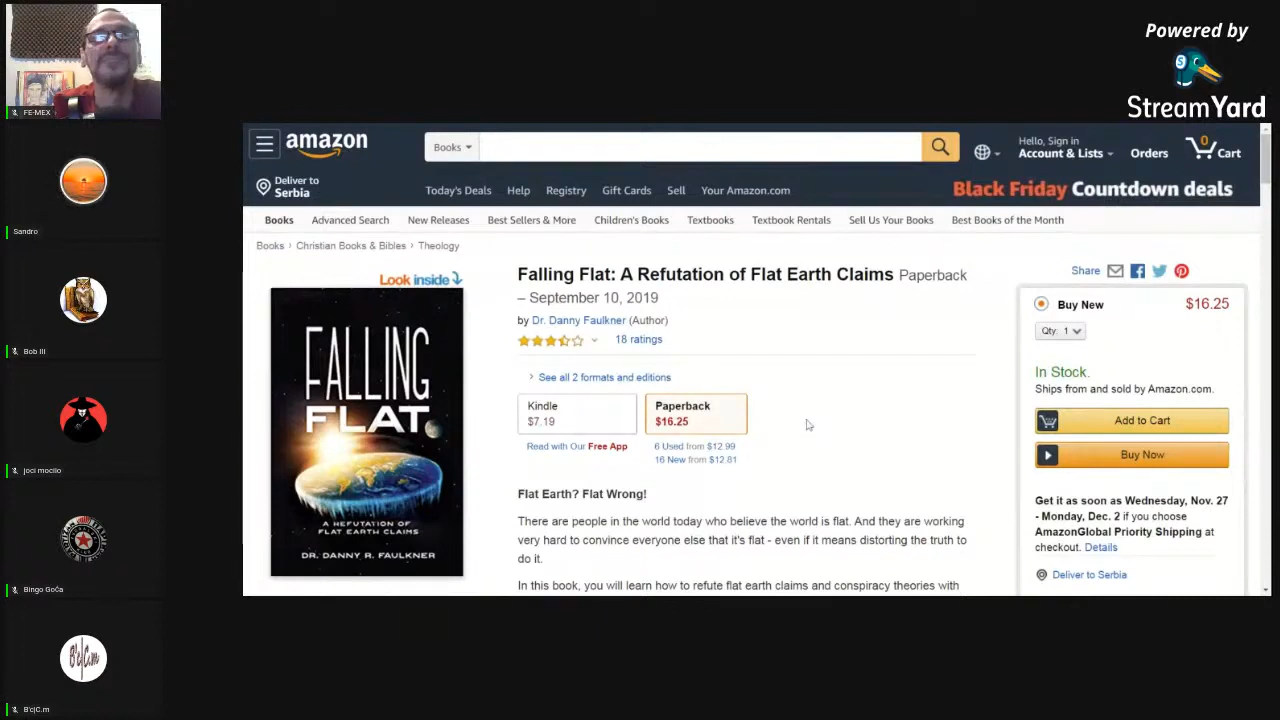 Powered by
StreamYard
FE-MEX
Sandro
Bob III
joci mocilo
Bingo Goča
B'c|C.m
amazon
Books
Hello, Sign in
Account & Lists
Orders
0
Cart
Deliver to
Serbia
Today's Deals Help Registry Gift Cards Sell Your Amazon.com
Black Friday Countdown deals
Books Advanced Search New Releases Best Sellers & More Children's Books Textbooks Textbook Rentals Sell Us Your Books Best Books of the Month
Books › Christian Books & Bibles › Theology
Look inside
FALLING
FLAT
A REFUTATION OF
FLAT EARTH CLAIMS
DR. DANNY R. FAULKNER
Falling Flat: A Refutation of Flat Earth Claims Paperback
– September 10, 2019
by Dr. Danny Faulkner (Author)
18 ratings
See all 2 formats and editions
Kindle
$7.19
Paperback
$16.25
Read with Our Free App
6 Used from $12.99
16 New from $12.81
Flat Earth? Flat Wrong!
There are people in the world today who believe the world is flat. And they are working
very hard to convince everyone else that it's flat - even if it means distorting the truth to
do it.
In this book, you will learn how to refute flat earth claims and conspiracy theories with
Share
Buy New
$16.25
Qty: 1
In Stock.
Ships from and sold by Amazon.com.
Add to Cart
Buy Now
Get it as soon as Wednesday, Nov. 27
- Monday, Dec. 2 if you choose
AmazonGlobal Priority Shipping at
checkout. Details
Deliver to Serbia